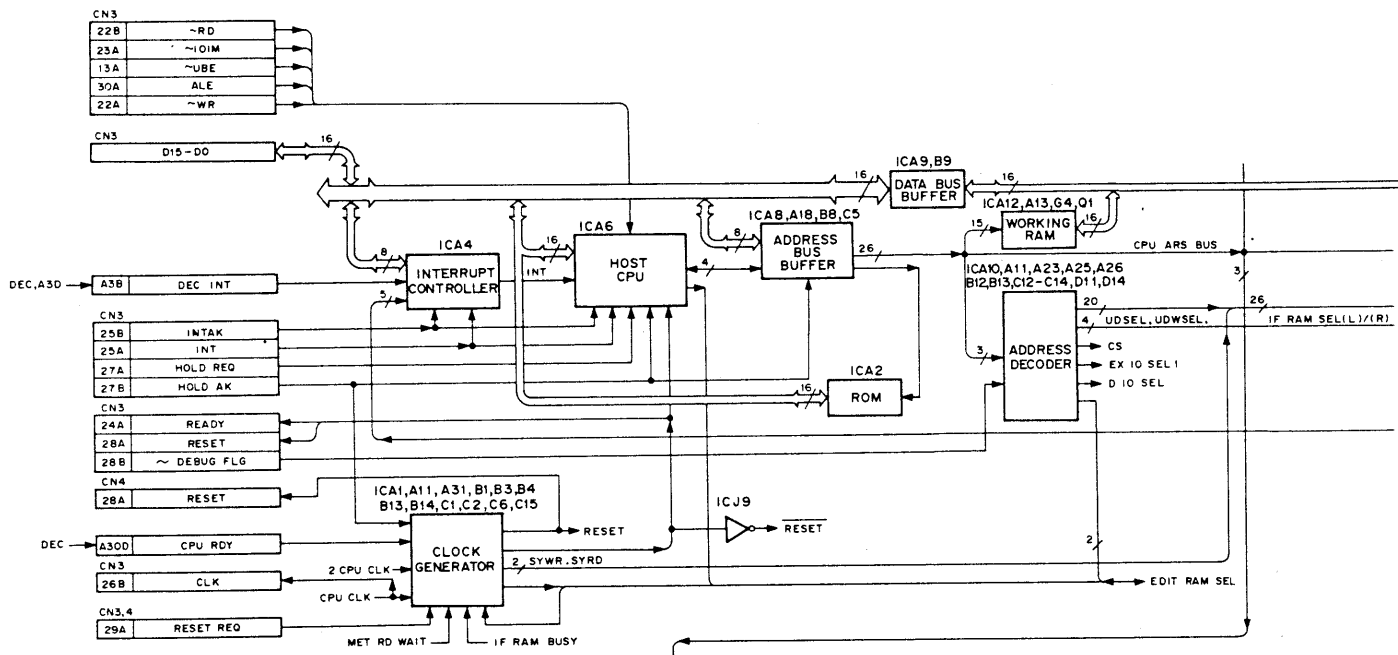 CN3
22B ~RD
23A ~IOIM
13A ~UBE
30A ALE
22A ~WR
CN3
D15-D0
16
16
ICA9,B9
DATA BUS
BUFFER
16
ICA12,A13,G4,Q1
15
WORKING
RAM
16
CPU ARS BUS
3
ICA8,A18,B8,C5
8
ADDRESS
BUS
BUFFER
26
ICA6
16
HOST
CPU
4
ICA4
8
INTERRUPT
CONTROLLER
INT
5
DEC,A3D
A3B DEC INT
CN3
25B INTAK
25A INT
27A HOLD REQ
27B HOLD AK
ICA10,A11,A23,A25,A26
B12,B13,C12-C14,D11,D14
20
26
4
UDSEL,UDWSEL,
IF RAM SEL(L)/(R)
3
ADDRESS
DECODER
CS
EX IO SEL 1
D IO SEL
ICA2
16
ROM
CN3
24A READY
28A RESET
28B ~ DEBUG FLG
CN4
28A RESET
ICA1,A11,A31,B1,B3,B4
B13,B14,C1,C2,C6,C15
RESET
ICJ9
RESET
DEC
A30D CPU RDY
CLOCK
GENERATOR
2 SYWR.SYRD
2
2 CPU CLK
CN3
26B CLK
CPU CLK
EDIT RAM SEL
CN3,4
29A RESET REQ
MET RD WAIT
IF RAM BUSY